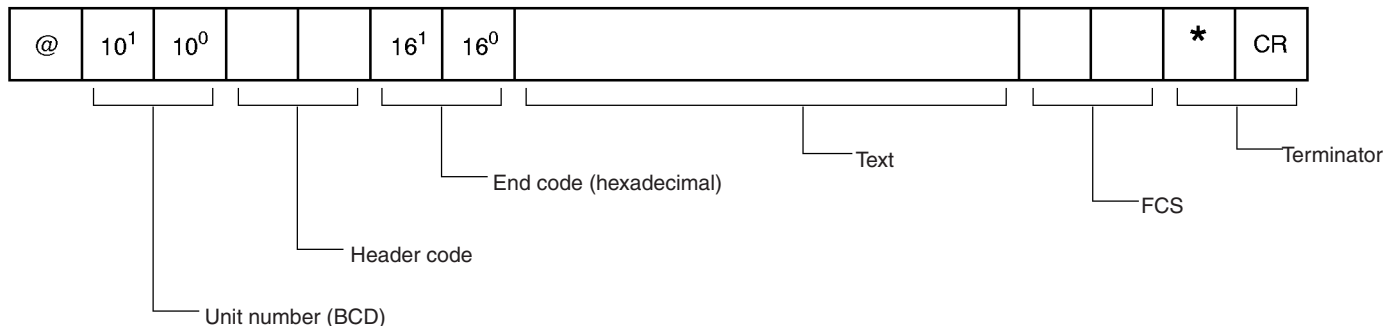 @ 10¹ 10⁰ 16¹ 16⁰ * CR
Text
Terminator
End code (hexadecimal)
FCS
Header code
Unit number (BCD)